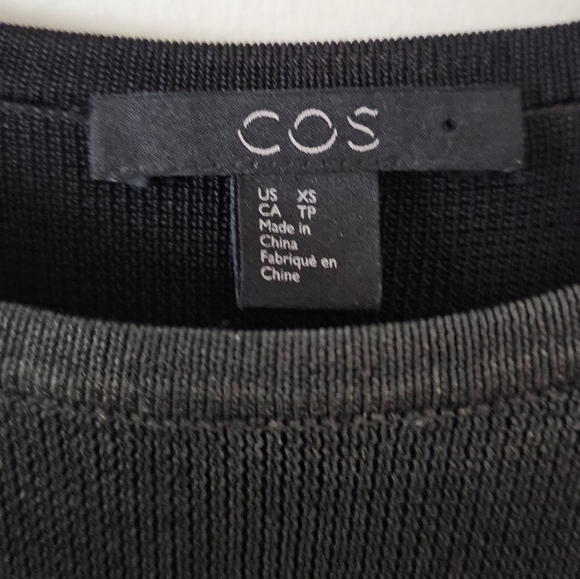 COS
US XS
CA TP
Made in
China
Fabriqué en
Chine